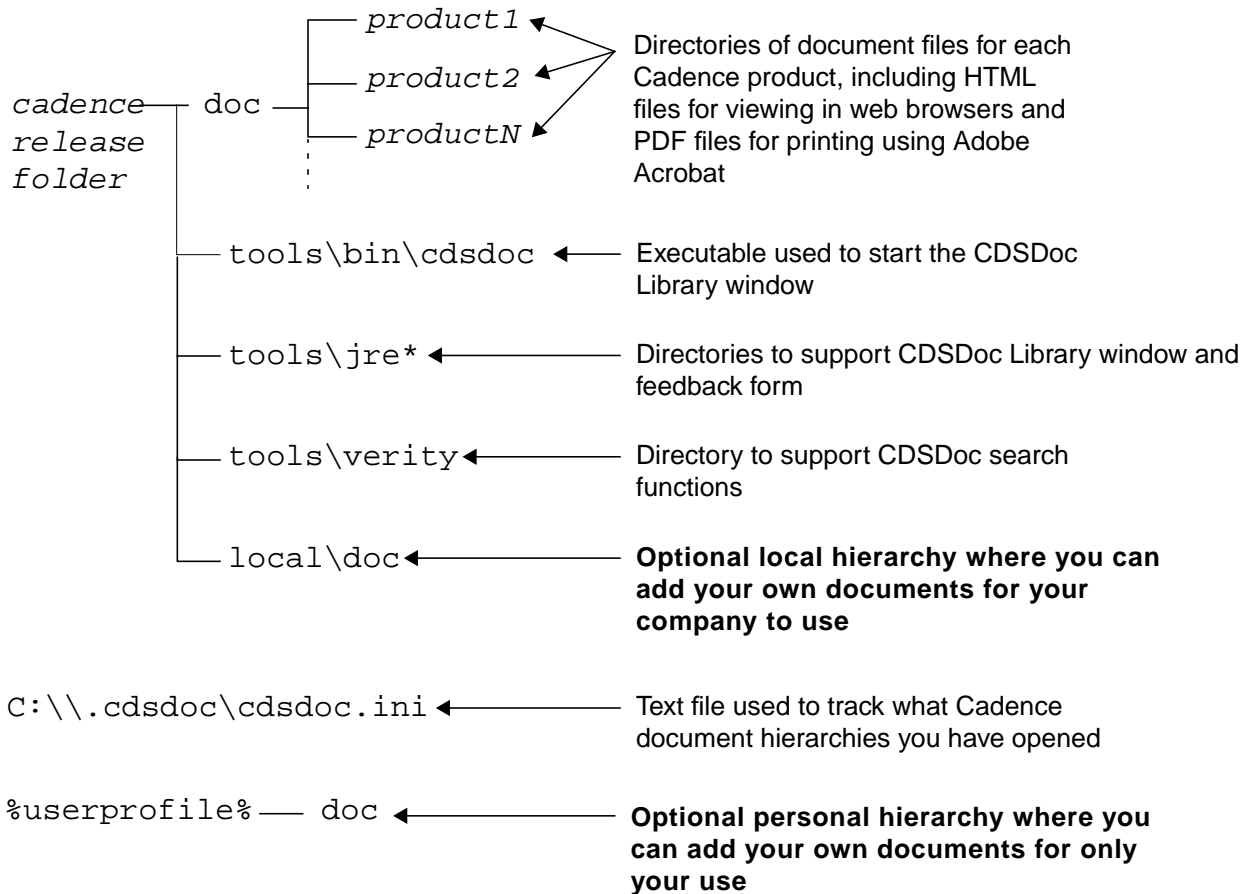 product1
product2
productN
cadence
release
folder
doc
Directories of document files for each
Cadence product, including HTML
files for viewing in web browsers and
PDF files for printing using Adobe
Acrobat
tools\bin\cdsdoc
Executable used to start the CDSDoc
Library window
tools\jre*
Directories to support CDSDoc Library window and
feedback form
tools\verity
Directory to support CDSDoc search
functions
local\doc
Optional local hierarchy where you can
add your own documents for your
company to use
C:\\.cdsdoc\cdsdoc.ini
Text file used to track what Cadence
document hierarchies you have opened
%userprofile% doc
Optional personal hierarchy where you
can add your own documents for only
your use